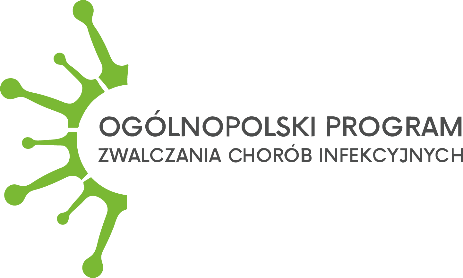 OGÓLNOPOLSKI PROGRAM
ZWALCZANIA CHORÓB INFEKCYJNYCH